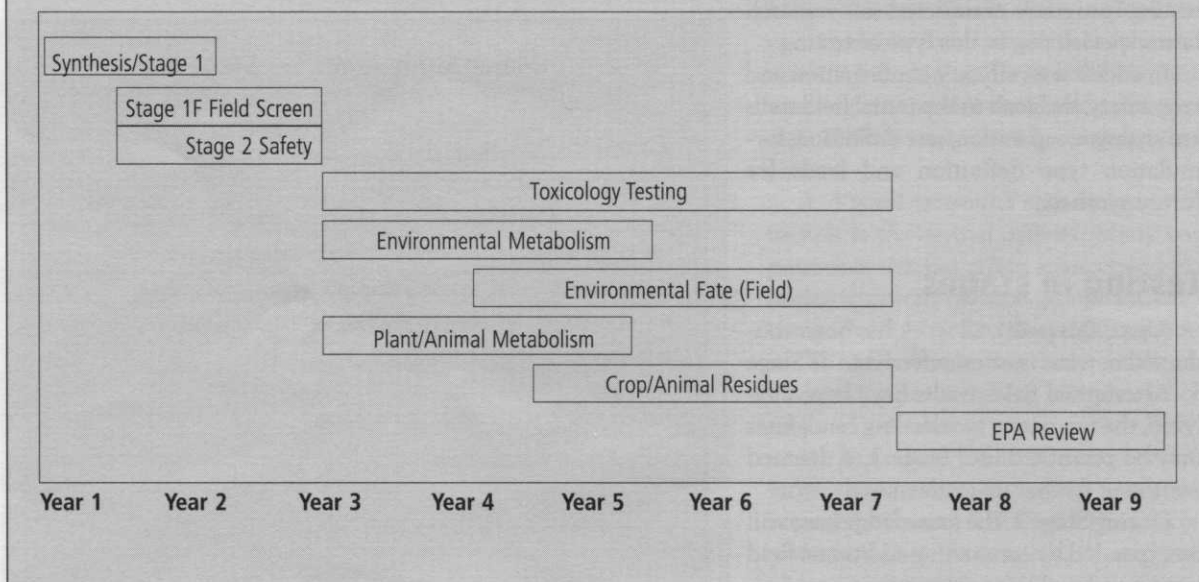 Synthesis/Stage 1
Stage 1F Field Screen
Stage 2 Safety
Toxicology Testing
Environmental Metabolism
Environmental Fate (Field)
Plant/Animal Metabolism
Crop/Animal Residues
EPA Review
Year 1 Year 2 Year 3 Year 4 Year 5 Year 6 Year 7 Year 8 Year 9